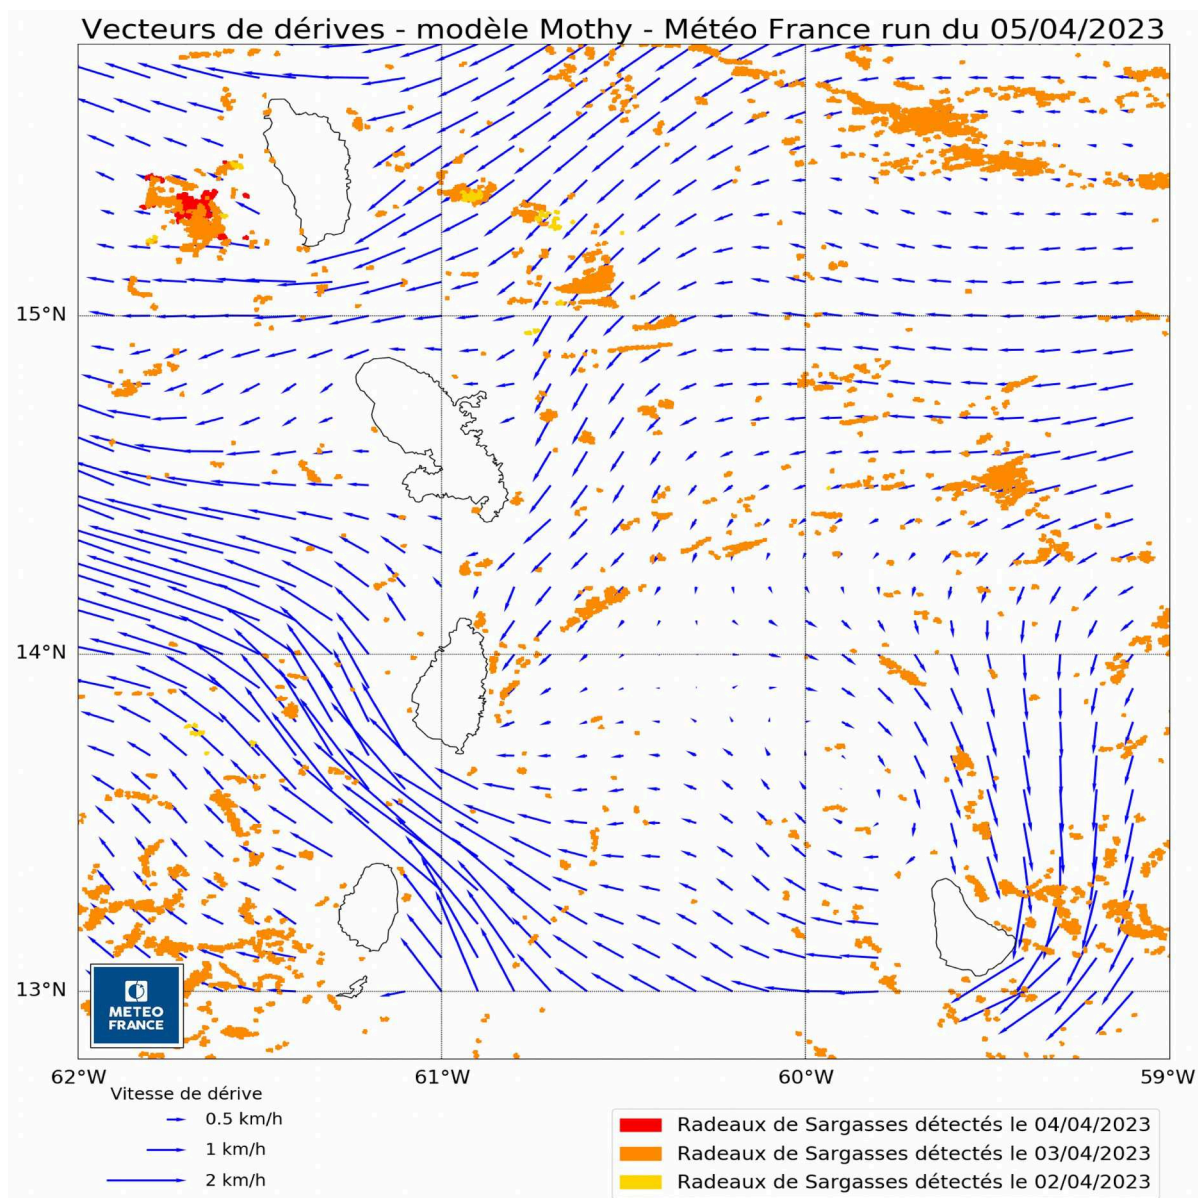 Vecteurs de dérives - modèle Mothy - Météo France run du 05/04/2023
15°N
14°N
13°N
METEO
FRANCE
62°W
61°W
60°W
59°W
Vitesse de dérive
0.5 km/h
1 km/h
2 km/h
Radeaux de Sargasses détectés le 04/04/2023
Radeaux de Sargasses détectés le 03/04/2023
Radeaux de Sargasses détectés le 02/04/2023